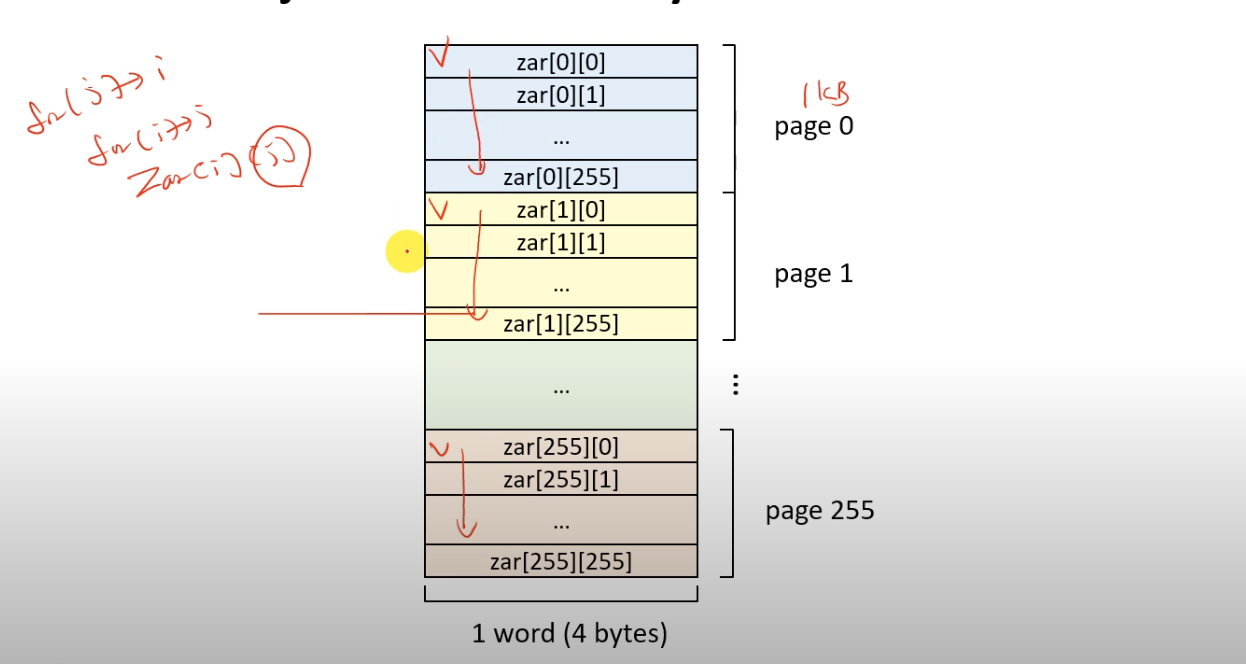 for(j)→i
for(i)→j
zar[i][j]
zar[0][0]
zar[0][1]
...
zar[0][255]
1kB
page 0
zar[1][0]
zar[1][1]
...
zar[1][255]
page 1
...
⋮
zar[255][0]
zar[255][1]
...
zar[255][255]
page 255
1 word (4 bytes)